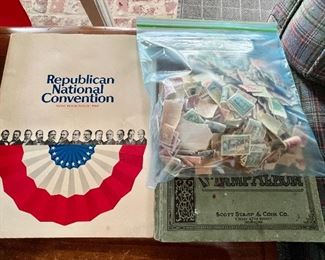 Republican
National
Convention
STAMP ALBUM
SCOTT STAMP & COIN CO.